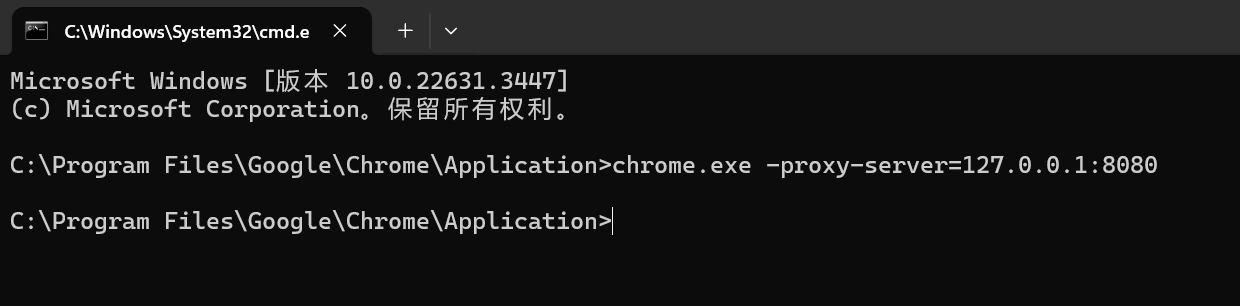 C:\Windows\System32\cmd.e
Microsoft Windows [版本 10.0.22631.3447]
(c) Microsoft Corporation。保留所有权利。
C:\Program Files\Google\Chrome\Application>chrome.exe -proxy-server=127.0.0.1:8080
C:\Program Files\Google\Chrome\Application>